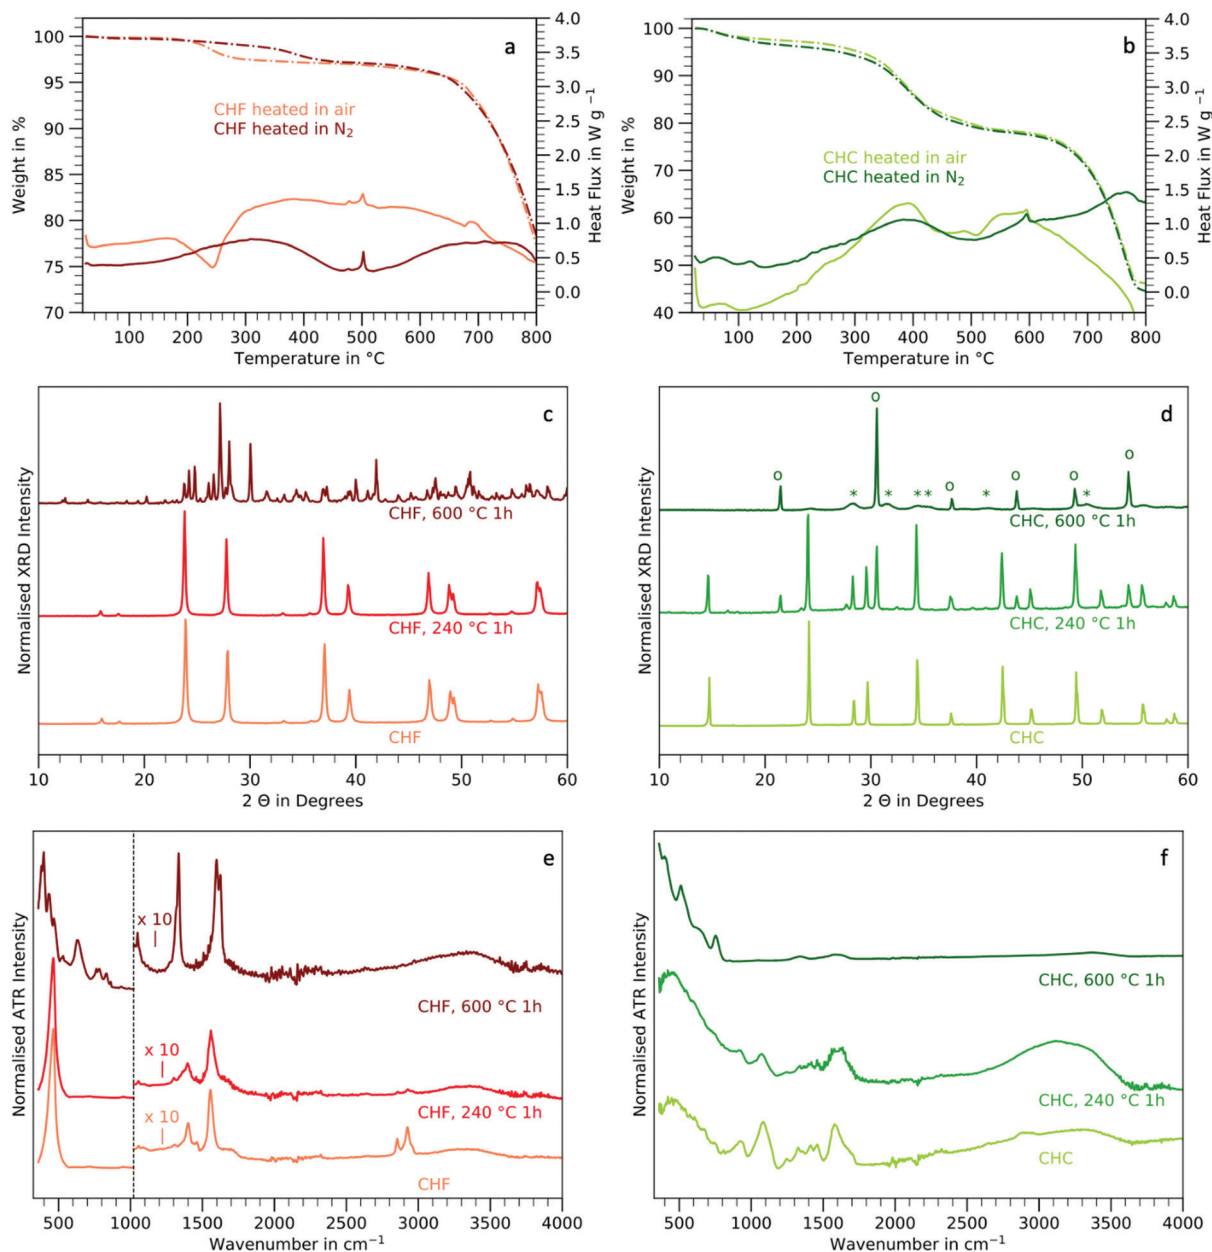 a
CHF heated in air
CHF heated in N2
Weight in %
100
95
90
85
80
75
70
4.0
3.5
3.0
2.5
2.0
1.5
1.0
0.5
0.0
Heat Flux in W g −1
100 200 300 400 500 600 700 800
Temperature in °C
b
CHC heated in air
CHC heated in N2
Weight in %
100
90
80
70
60
50
40
4.0
3.5
3.0
2.5
2.0
1.5
1.0
0.5
0.0
Heat Flux in W g −1
100 200 300 400 500 600 700 800
Temperature in °C
c
Normalised XRD Intensity
CHF, 600 °C 1h
CHF, 240 °C 1h
CHF
10 20 30 40 50 60
2 Θ in Degrees
d
Normalised XRD Intensity
o o o o o o
* * * * * *
CHC, 600 °C 1h
CHC, 240 °C 1h
CHC
10 20 30 40 50 60
2 Θ in Degrees
e
Normalised ATR Intensity
x 10
CHF, 600 °C 1h
x 10
CHF, 240 °C 1h
x 10
CHF
500 1000 1500 2000 2500 3000 3500 4000
Wavenumber in cm−1
f
Normalised ATR Intensity
CHC, 600 °C 1h
CHC, 240 °C 1h
CHC
500 1000 1500 2000 2500 3000 3500 4000
Wavenumber in cm−1